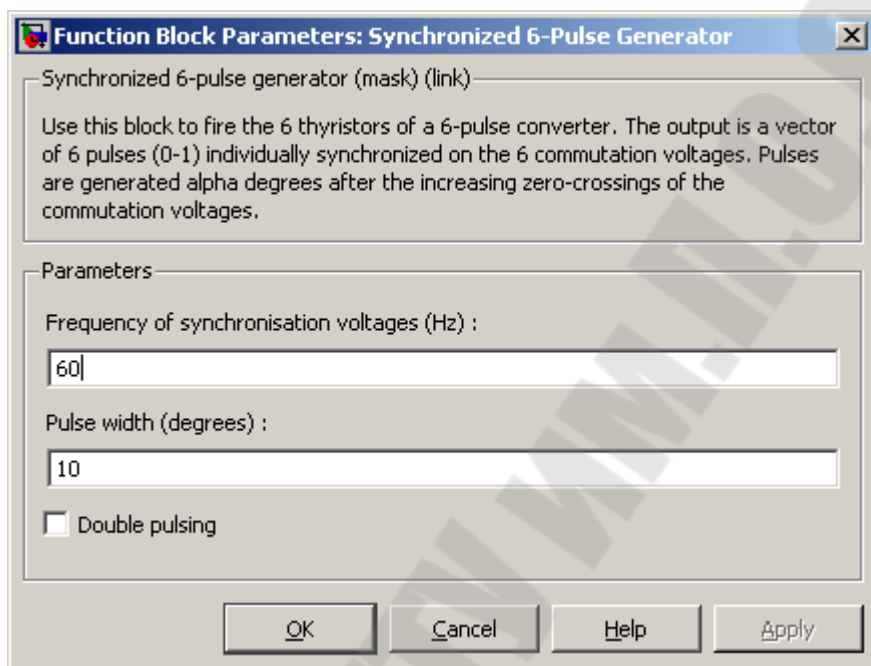 Function Block Parameters: Synchronized 6-Pulse Generator
Synchronized 6-pulse generator (mask) (link)
Use this block to fire the 6 thyristors of a 6-pulse converter. The output is a vector
of 6 pulses (0-1) individually synchronized on the 6 commutation voltages. Pulses
are generated alpha degrees after the increasing zero-crossings of the
commutation voltages.
Parameters
Frequency of synchronisation voltages (Hz) :
60
Pulse width (degrees) :
10
Double pulsing
OK Cancel Help Apply
им.П.О.